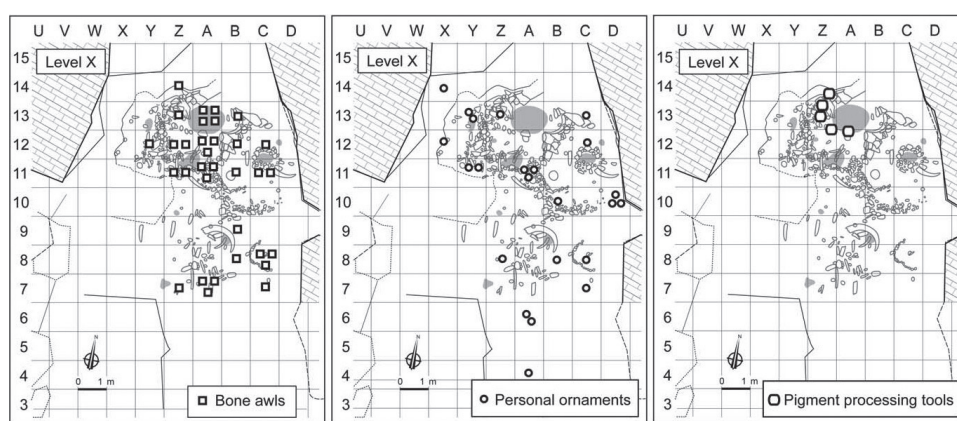 U V W X Y Z A B C D
Level X
15
14
13
12
11
10
9
8
7
6
5
4
3
N
0 1 m
Bone awls
U V W X Y Z A B C D
Level X
15
14
13
12
11
10
9
8
7
6
5
4
3
N
0 1 m
Personal ornaments
U V W X Y Z A B C D
Level X
15
14
13
12
11
10
9
8
7
6
5
4
3
N
0 1 m
Pigment processing tools